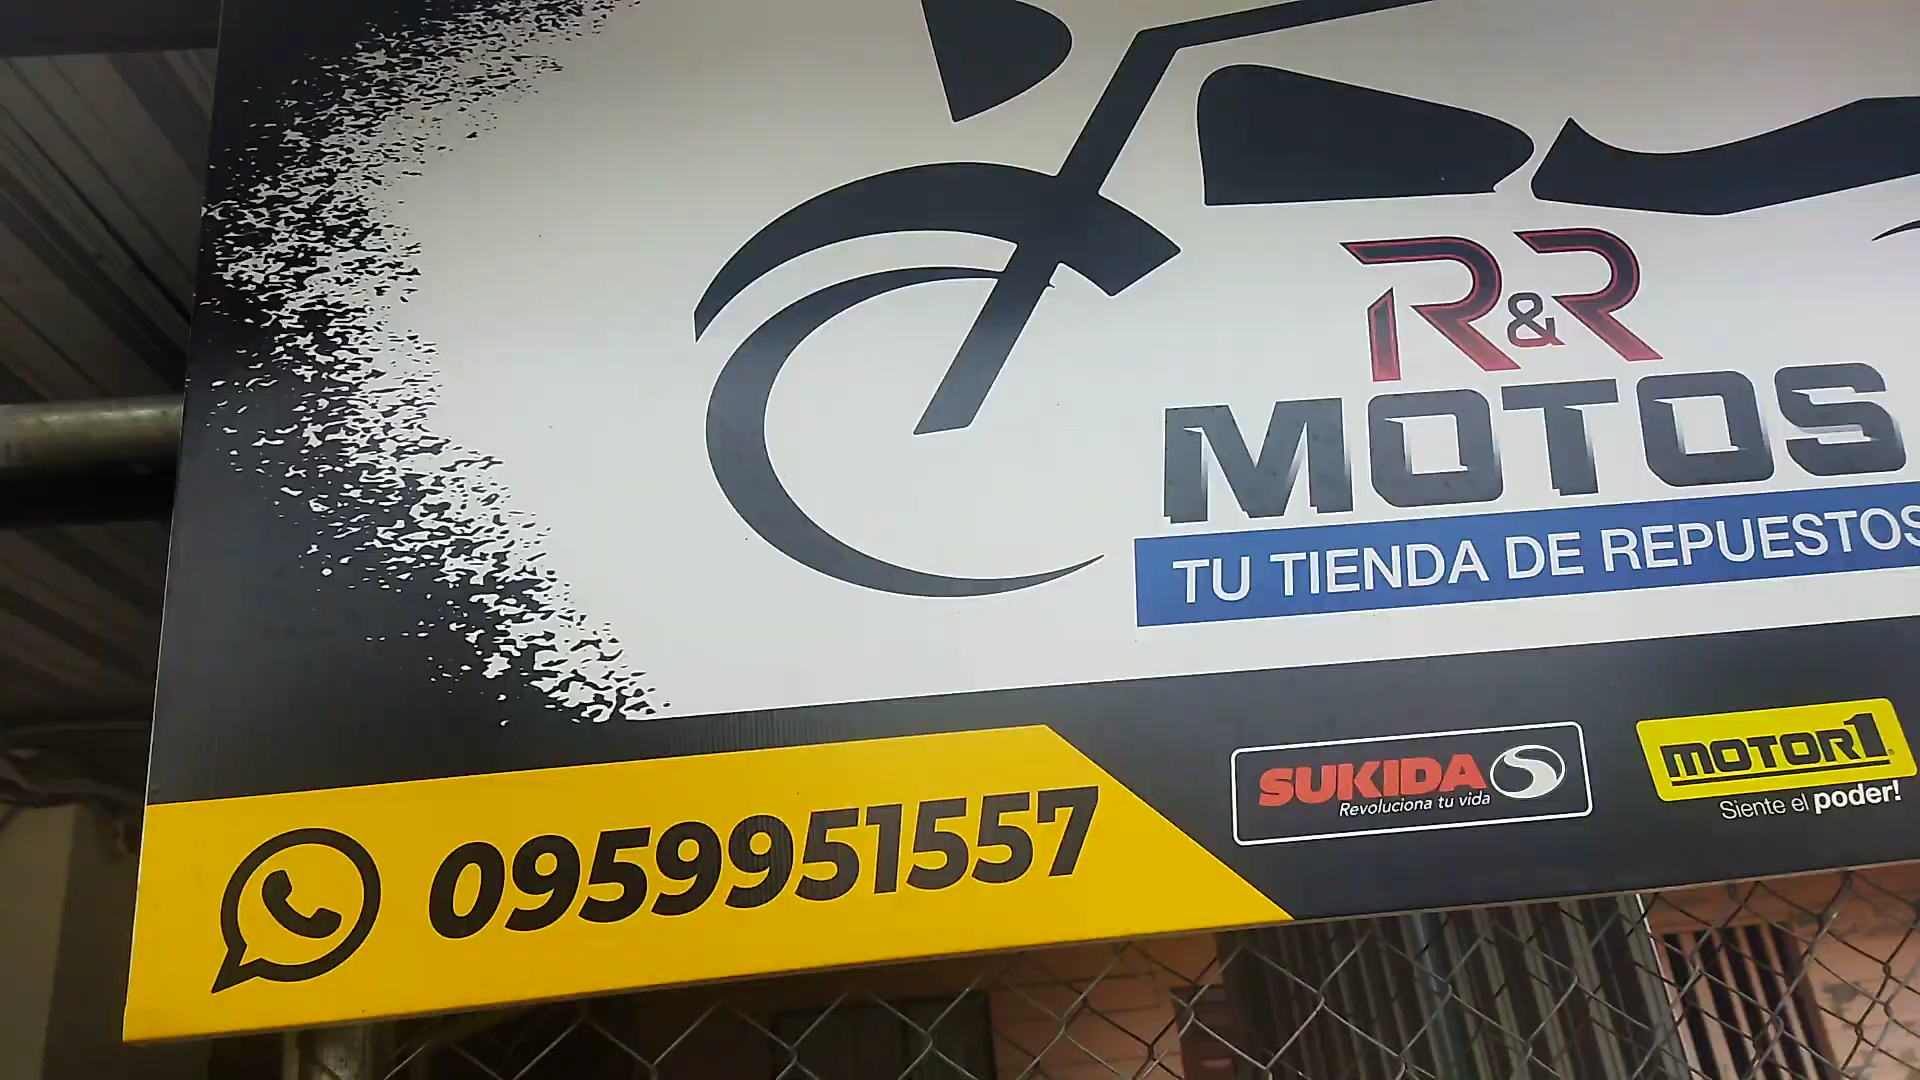 R&R
MOTOS
TU TIENDA DE REPUESTOS
SUKIDA
Revoluciona tu vida
MOTOR1
Siente el poder!
0959951557